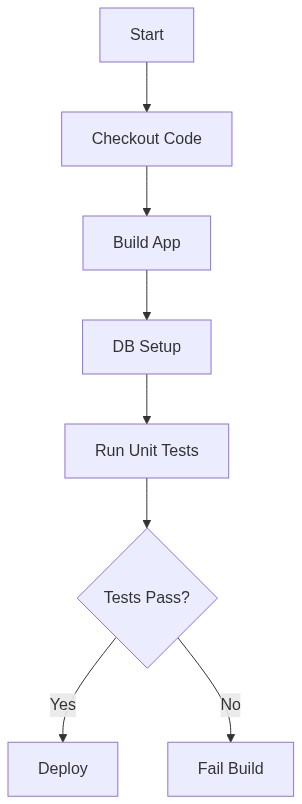 Start
Checkout Code
Build App
DB Setup
Run Unit Tests
Tests Pass?
Yes
No
Deploy
Fail Build